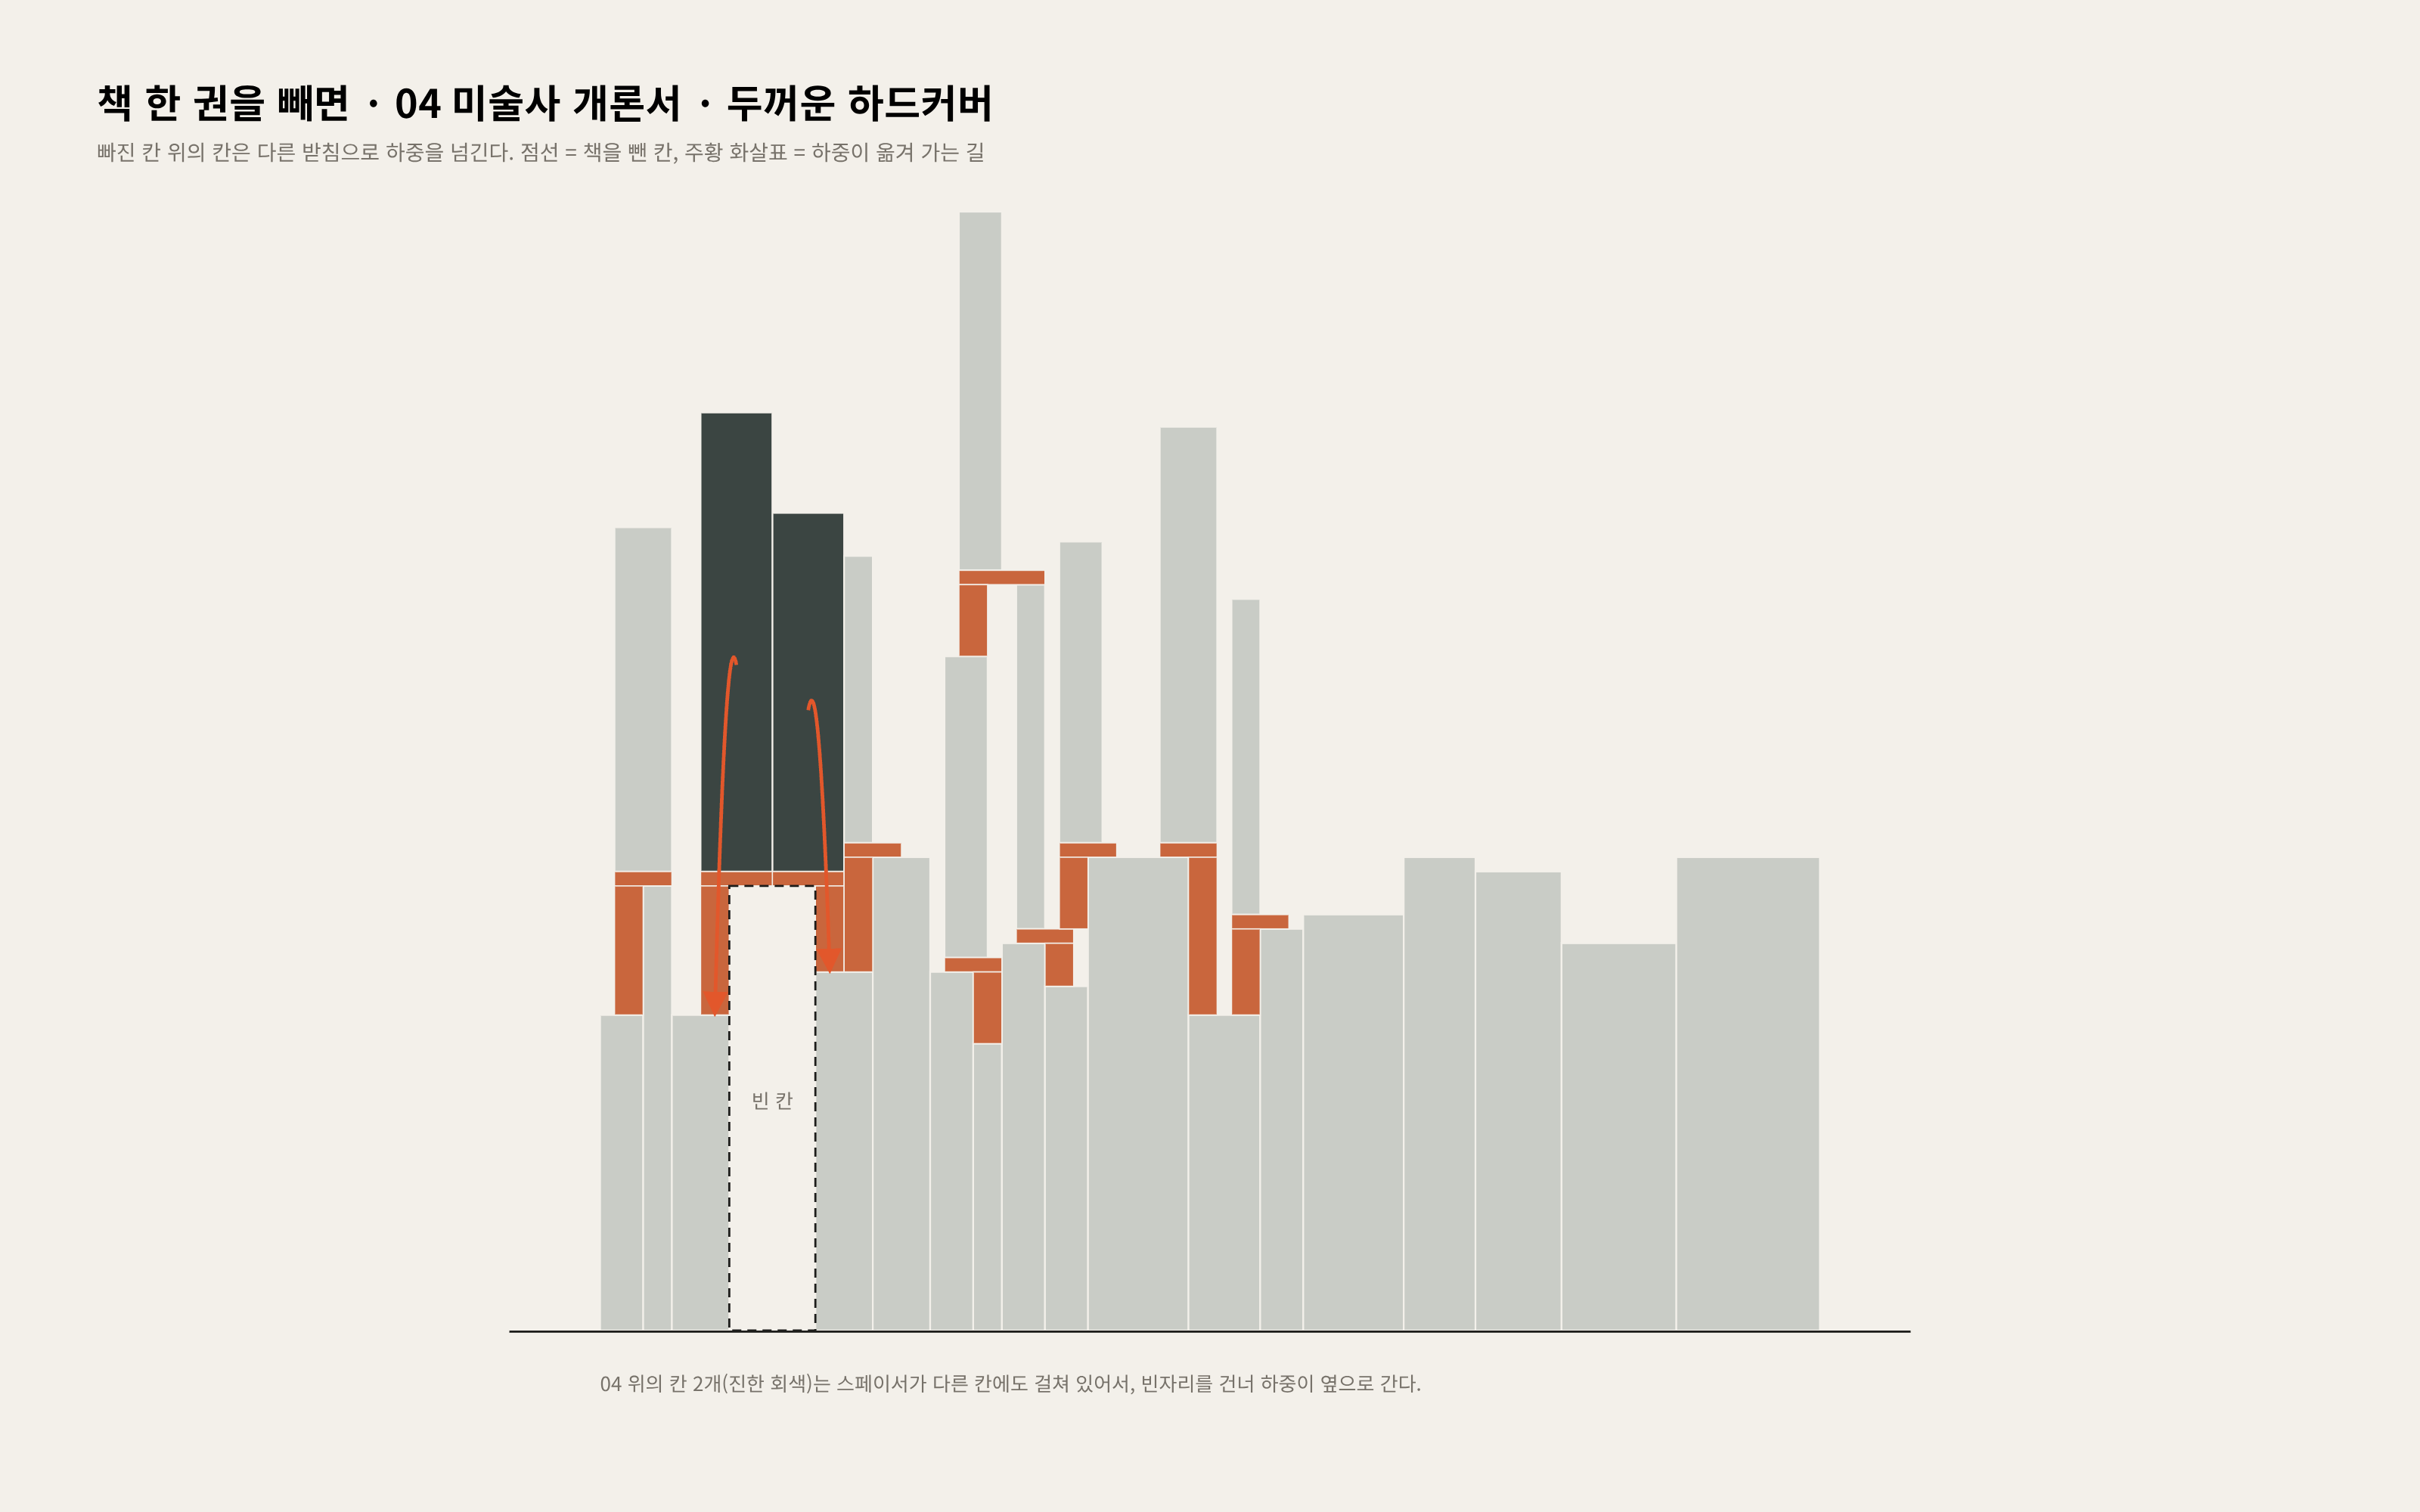 책 한 권을 빼면 · 04 미술사 개론서 · 두꺼운 하드커버
빠진 칸 위의 칸은 다른 받침으로 하중을 넘긴다. 점선 = 책을 뺀 칸, 주황 화살표 = 하중이 옮겨 가는 길
빈 칸
04 위의 칸 2개(진한 회색)는 스페이서가 다른 칸에도 걸쳐 있어서, 빈자리를 건너 하중이 옆으로 간다.